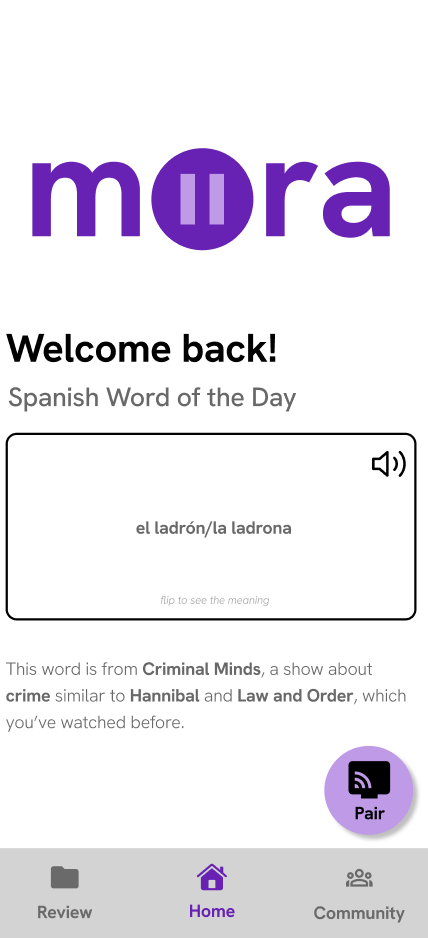 mora
Welcome back!
Spanish Word of the Day
el ladrón/la ladrona
flip to see the meaning
This word is from Criminal Minds, a show about
crime similar to Hannibal and Law and Order, which
you’ve watched before.
Pair
Review
Home
Community